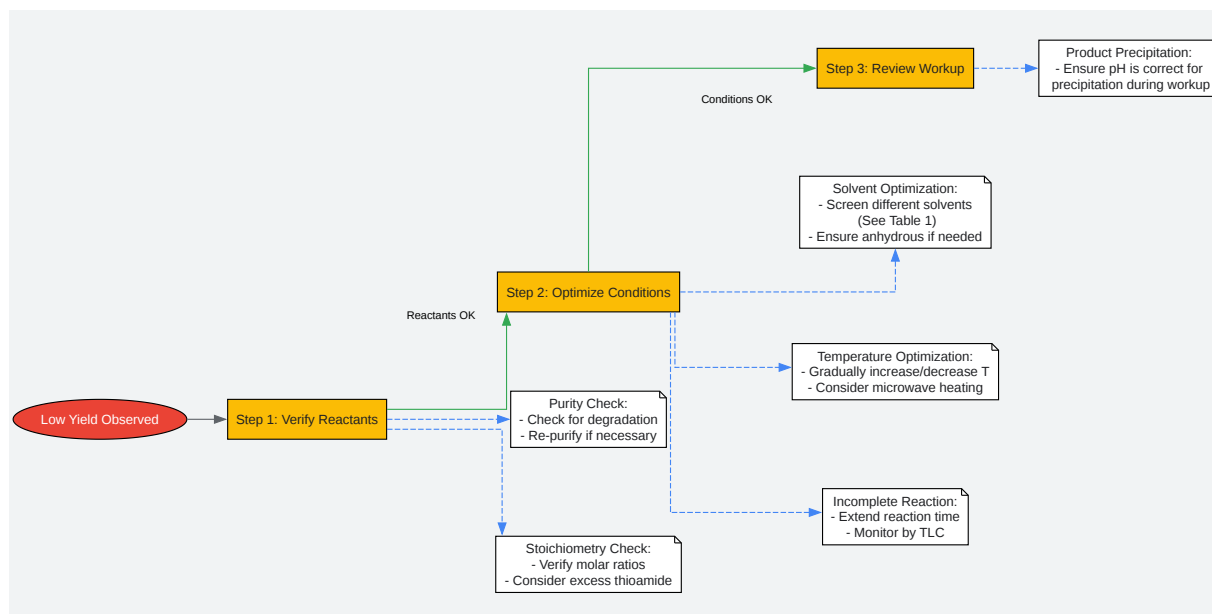 Low Yield Observed
Step 1: Verify Reactants
Reactants OK
Purity Check:
- Check for degradation
- Re-purify if necessary
Stoichiometry Check:
- Verify molar ratios
- Consider excess thioamide
Step 2: Optimize Conditions
Conditions OK
Solvent Optimization:
- Screen different solvents
(See Table 1)
- Ensure anhydrous if needed
Temperature Optimization:
- Gradually increase/decrease T
- Consider microwave heating
Incomplete Reaction:
- Extend reaction time
- Monitor by TLC
Step 3: Review Workup
Product Precipitation:
- Ensure pH is correct for
precipitation during workup